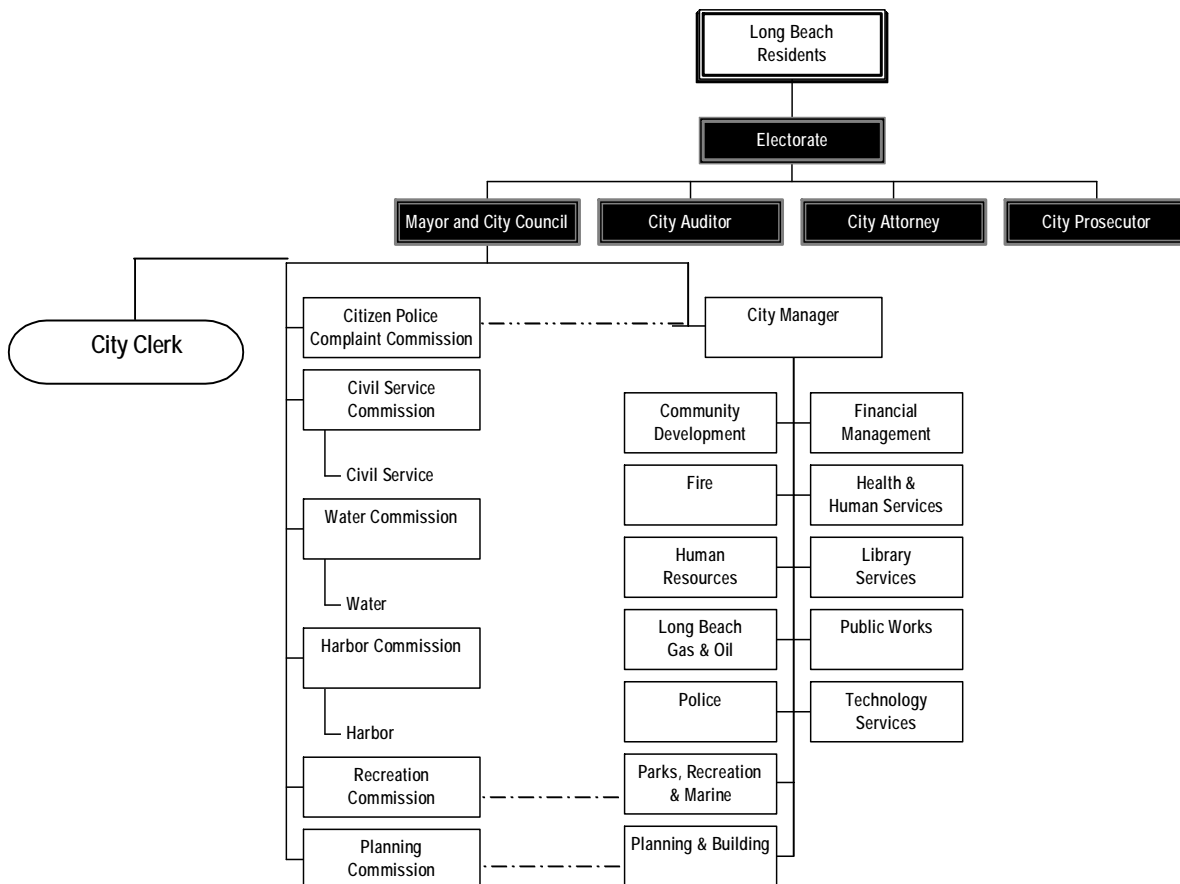 Long Beach
Residents
Electorate
Mayor and City Council
City Auditor
City Attorney
City Prosecutor
City Clerk
Citizen Police
Complaint Commission
City Manager
Civil Service
Commission
Civil Service
Water Commission
Water
Harbor Commission
Harbor
Recreation
Commission
Planning
Commission
Community
Development
Financial
Management
Fire
Health &
Human Services
Human
Resources
Library
Services
Long Beach
Gas & Oil
Public Works
Police
Technology
Services
Parks, Recreation
& Marine
Planning & Building